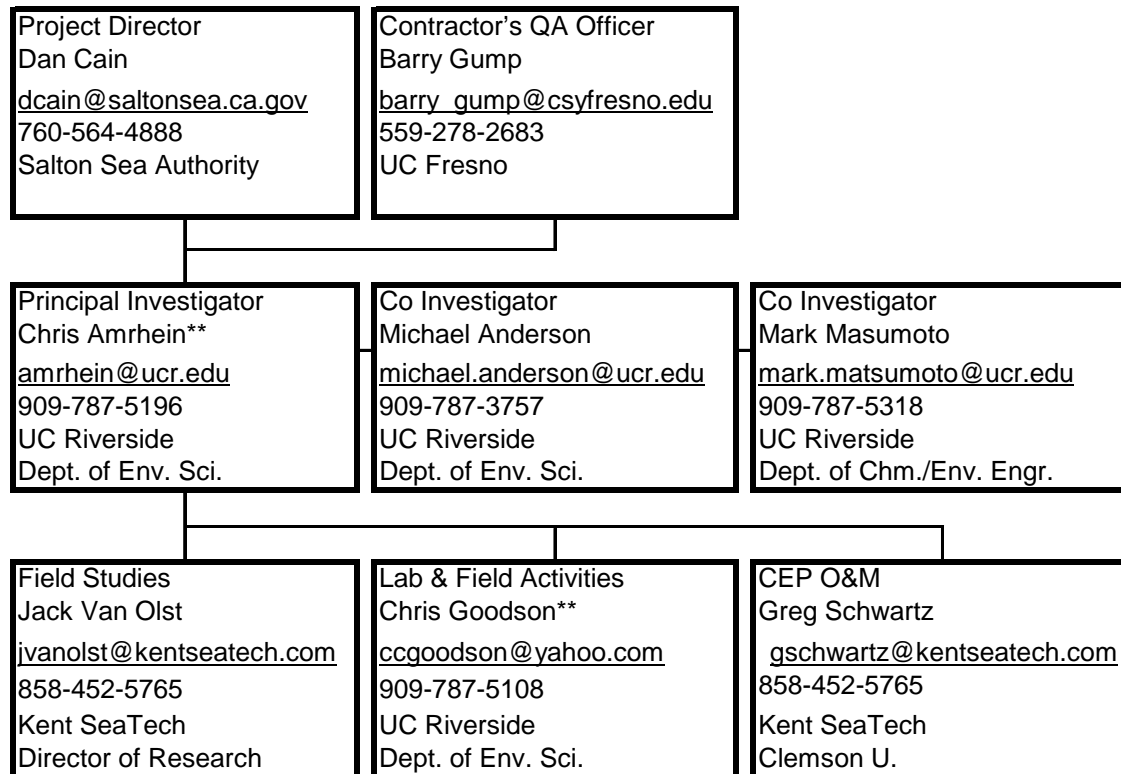 Project Director
Dan Cain
dcain@saltonsea.ca.gov
760-564-4888
Salton Sea Authority
Contractor's QA Officer
Barry Gump
barry_gump@csyfresno.edu
559-278-2683
UC Fresno
Principal Investigator
Chris Amrhein**
amrhein@ucr.edu
909-787-5196
UC Riverside
Dept. of Env. Sci.
Co Investigator
Michael Anderson
michael.anderson@ucr.edu
909-787-3757
UC Riverside
Dept. of Env. Sci.
Co Investigator
Mark Masumoto
mark.matsumoto@ucr.edu
909-787-5318
UC Riverside
Dept. of Chm./Env. Engr.
Field Studies
Jack Van Olst
jvanolst@kentseatech.com
858-452-5765
Kent SeaTech
Director of Research
Lab & Field Activities
Chris Goodson**
ccgoodson@yahoo.com
909-787-5108
UC Riverside
Dept. of Env. Sci.
CEP O&M
Greg Schwartz
gschwartz@kentseatech.com
858-452-5765
Kent SeaTech
Clemson U.